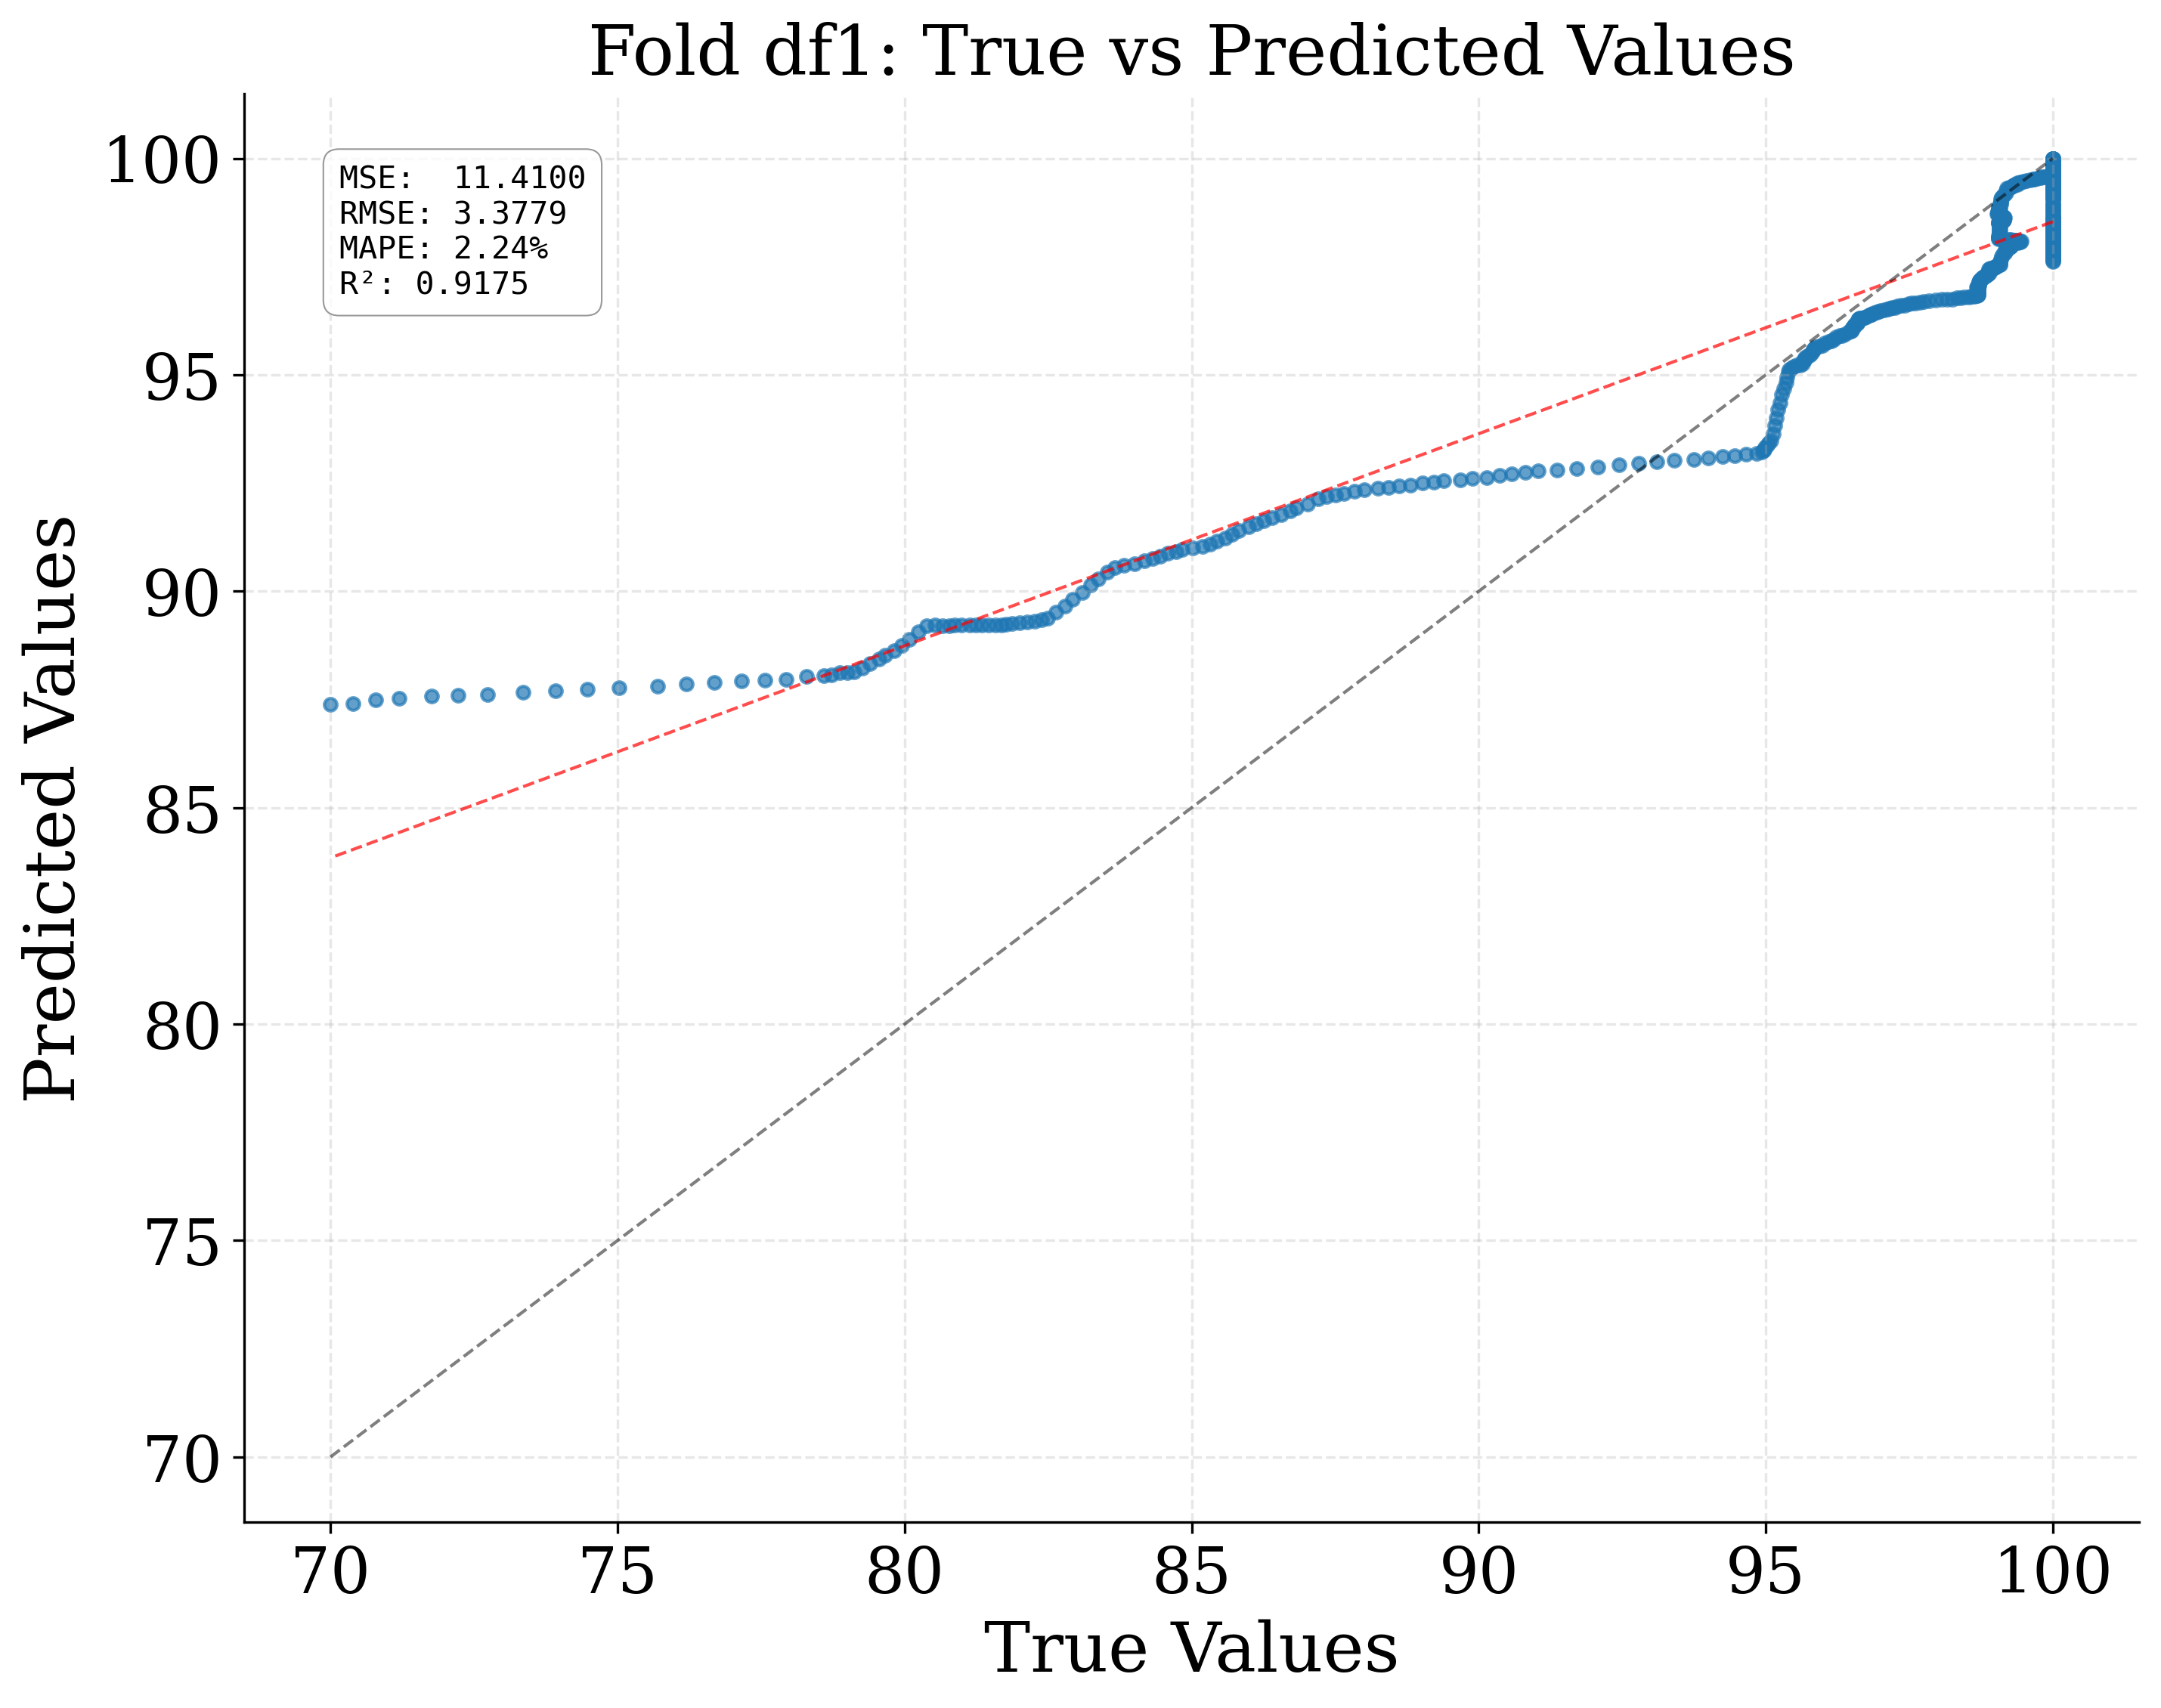 Fold df1: True vs Predicted Values
MSE:  11.4100
RMSE: 3.3779
MAPE: 2.24%
R²: 0.9175
Predicted Values
100
95
90
85
80
75
70
70 75 80 85 90 95 100
True Values